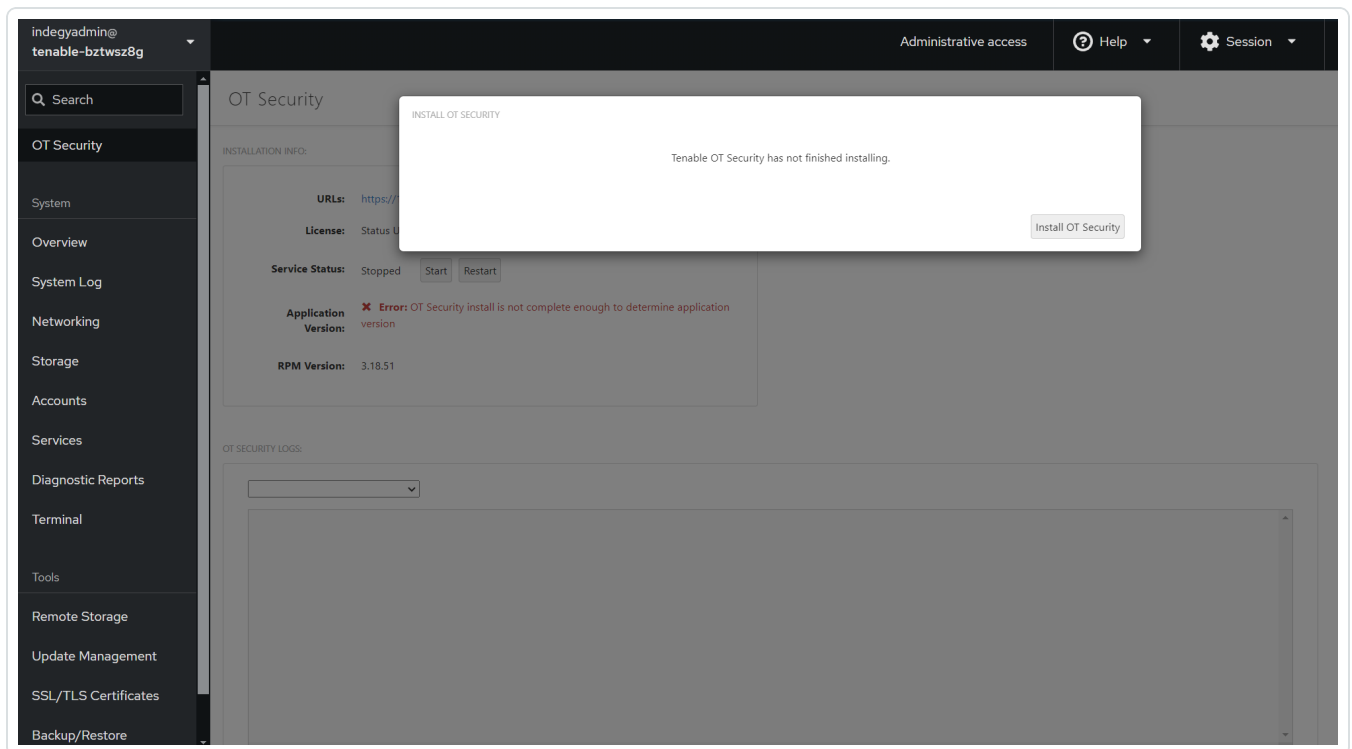 indegyadmin@
tenable-bztwsz8g
Administrative access
Help
Session
Search
OT Security
System
Overview
System Log
Networking
Storage
Accounts
Services
Diagnostic Reports
Terminal
Tools
Remote Storage
Update Management
SSL/TLS Certificates
Backup/Restore
OT Security
INSTALL OT SECURITY
Tenable OT Security has not finished installing.
Install OT Security
INSTALLATION INFO:
URLs: https://
License: Status U
Service Status: Stopped Start Restart
Application Version: Error: OT Security install is not complete enough to determine application
version
RPM Version: 3.18.51
OT SECURITY LOGS: